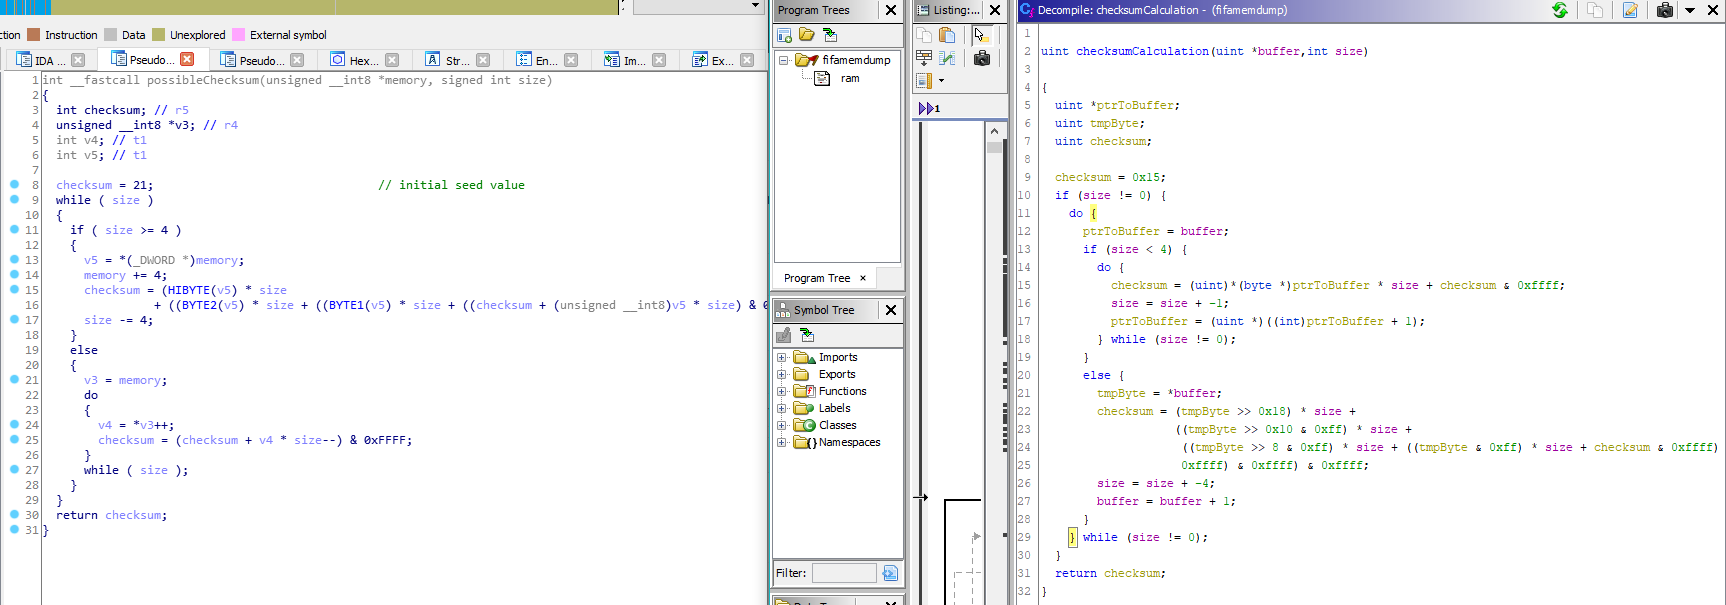 ction Instruction Data Unexplored External symbol
IDA ... Pseudo... Pseudo... Hex... Str... En... Im... Ex...
1 int __fastcall possibleChecksum(unsigned __int8 *memory, signed int size)
2 {
3 int checksum; // r5
4 unsigned __int8 *v3; // r4
5 int v4; // t1
6 int v5; // t1
7
8 checksum = 21; // initial seed value
9 while ( size )
10 {
11 if ( size >= 4 )
12 {
13 v5 = *(_DWORD *)memory;
14 memory += 4;
15 checksum = (HIBYTE(v5) * size
16 + ((BYTE2(v5) * size + ((BYTE1(v5) * size + ((checksum + (unsigned __int8)v5 * size) & 0
17 size -= 4;
18 }
19 else
20 {
21 v3 = memory;
22 do
23 {
24 v4 = *v3++;
25 checksum = (checksum + v4 * size--) & 0xFFFF;
26 }
27 while ( size );
28 }
29 }
30 return checksum;
31 }
Program Trees
fifamemdump
ram
Program Tree
Symbol Tree
Imports
Exports
Functions
Labels
Classes
Namespaces
Filter:
Listing:...
1
Decompile: checksumCalculation - (fifamemdump)
1
2 uint checksumCalculation(uint *buffer,int size)
3
4 {
5 uint *ptrToBuffer;
6 uint tmpByte;
7 uint checksum;
8
9 checksum = 0x15;
10 if (size != 0) {
11 do {
12 ptrToBuffer = buffer;
13 if (size < 4) {
14 do {
15 checksum = (uint)*(byte *)ptrToBuffer * size + checksum & 0xffff;
16 size = size + -1;
17 ptrToBuffer = (uint *)((int)ptrToBuffer + 1);
18 } while (size != 0);
19 }
20 else {
21 tmpByte = *buffer;
22 checksum = (tmpByte >> 0x18) * size +
23 ((tmpByte >> 0x10 & 0xff) * size +
24 ((tmpByte >> 8 & 0xff) * size + ((tmpByte & 0xff) * size + checksum & 0xffff)
25 0xffff) & 0xffff) & 0xffff;
26 size = size + -4;
27 buffer = buffer + 1;
28 }
29 } while (size != 0);
30 }
31 return checksum;
32 }